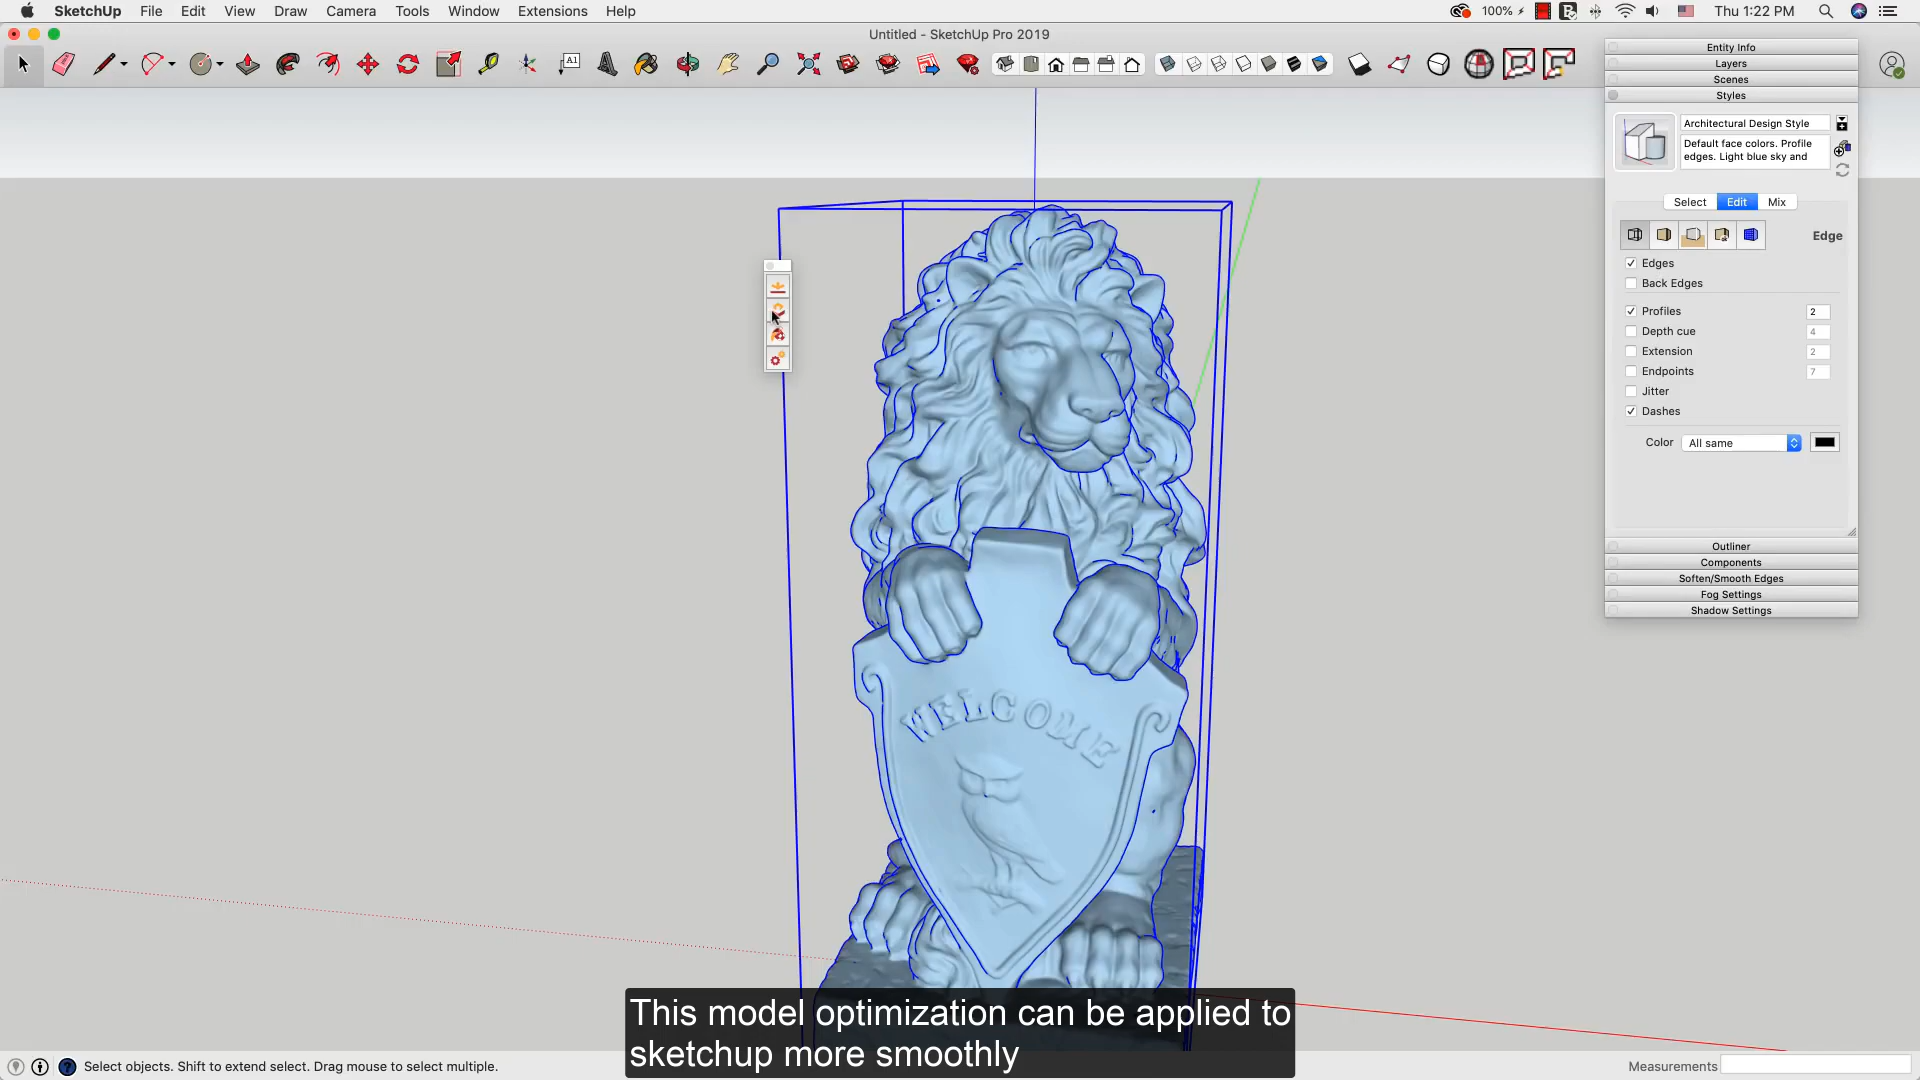 SketchUp File Edit View Draw Camera Tools Window Extensions Help
100% Thu 1:22 PM
Untitled - SketchUp Pro 2019
A1
Entity Info
Layers
Scenes
Styles
Architectural Design Style
Default face colors. Profile
edges. Light blue sky and
Select Edit Mix
Edge
Edges
Back Edges
Profiles 2
Depth cue 4
Extension 2
Endpoints 7
Jitter
Dashes
Color All same
Outliner
Components
Soften/Smooth Edges
Fog Settings
Shadow Settings
WELCOME
This model optimization can be applied to
sketchup more smoothly
Select objects. Shift to extend select. Drag mouse to select multiple.
Measurements